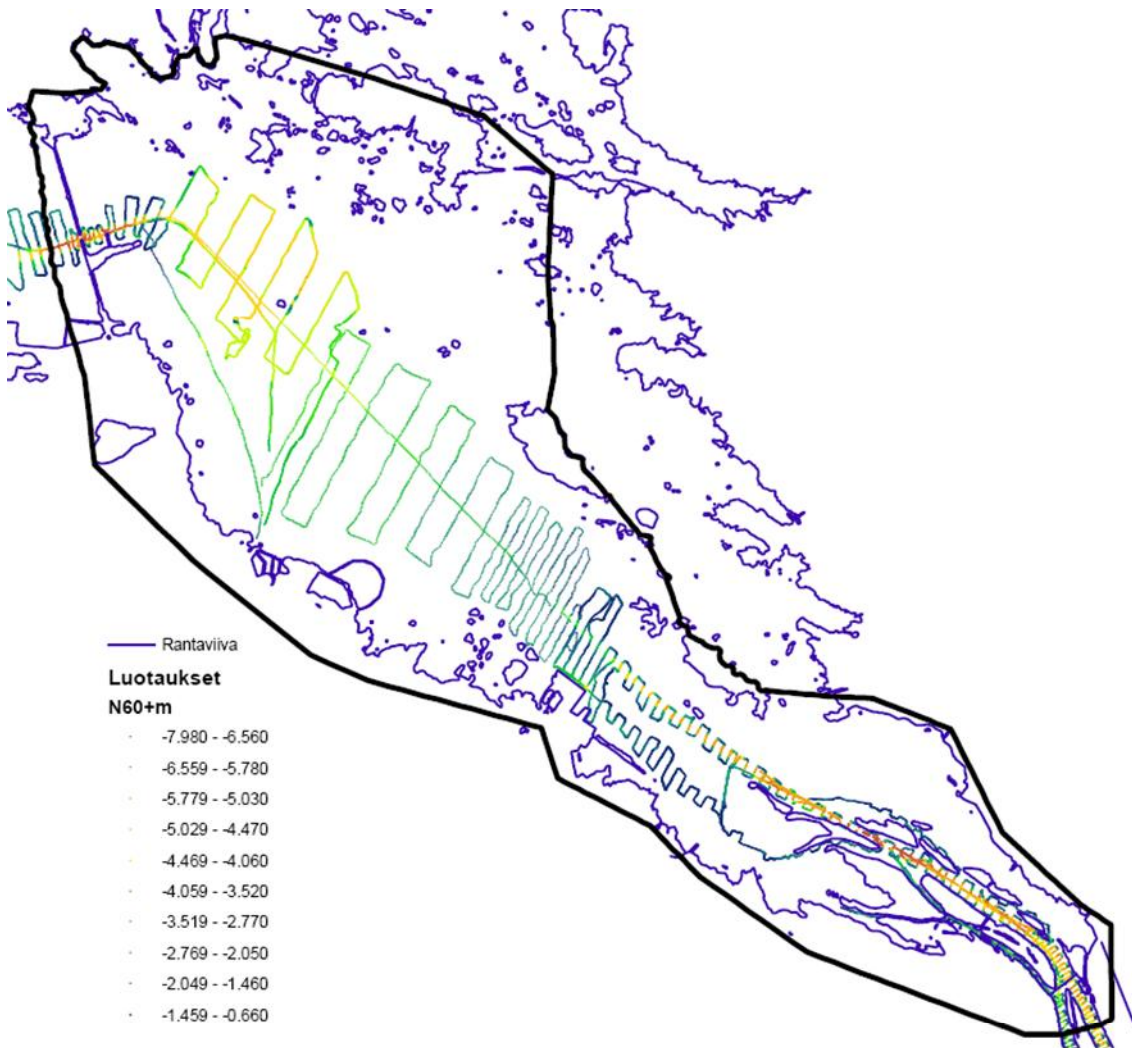 Rantaviiva
Luotaukset
N60+m
-7.980 - -6.560
-6.559 - -5.780
-5.779 - -5.030
-5.029 - -4.470
-4.469 - -4.060
-4.059 - -3.520
-3.519 - -2.770
-2.769 - -2.050
-2.049 - -1.460
-1.459 - -0.660